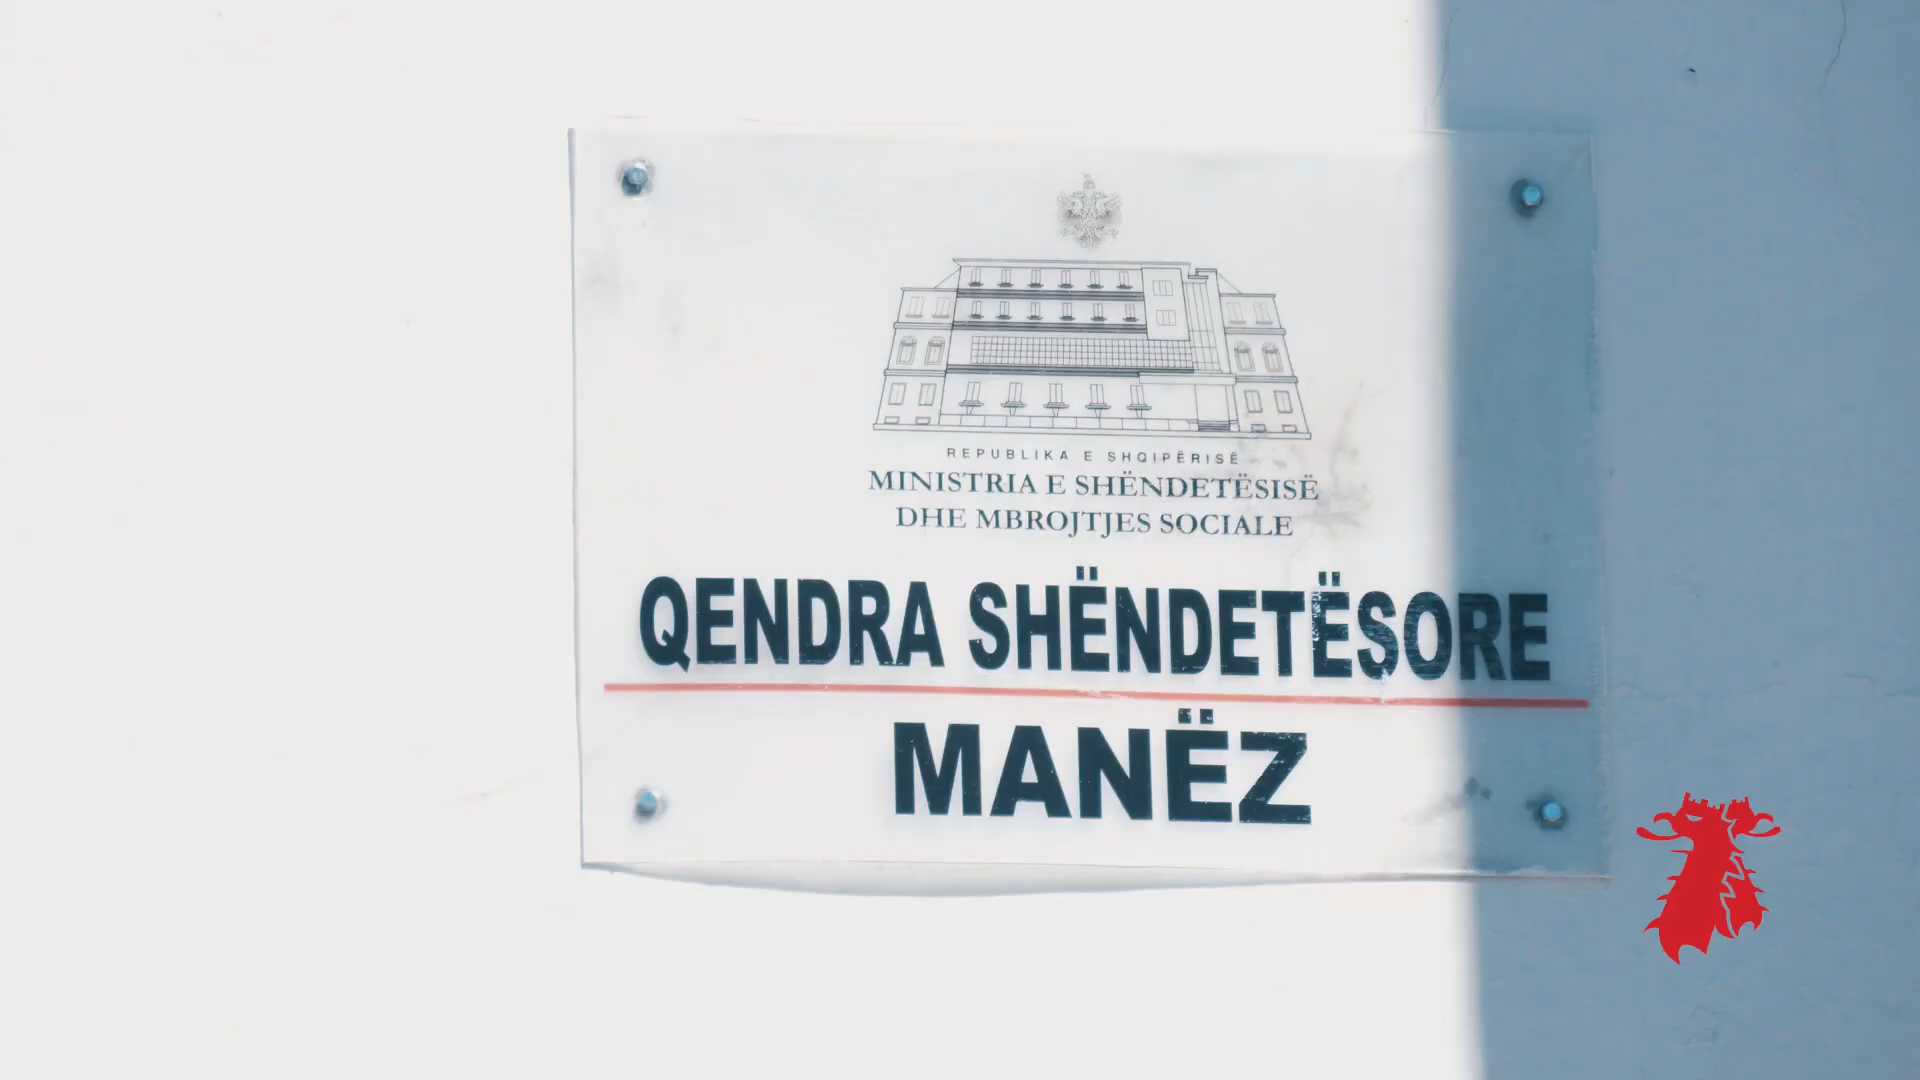 REPUBLIKA E SHQIPËRISË
MINISTRIA E SHËNDETËSISË
DHE MBROJTJES SOCIALE
QENDRA SHËNDETËSORE
MANËZ